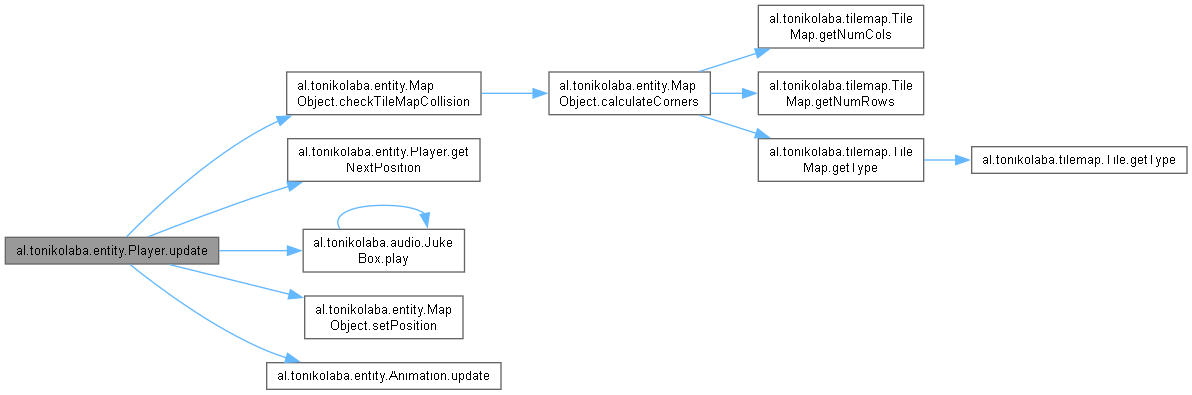 al.tonikolaba.entity.Player.update
al.tonikolaba.entity.Map
Object.checkTileMapCollision
al.tonikolaba.entity.Player.get
NextPosition
al.tonikolaba.audio.Juke
Box.play
al.tonikolaba.entity.Map
Object.setPosition
al.tonikolaba.entity.Animation.update
al.tonikolaba.entity.Map
Object.calculateCorners
al.tonikolaba.tilemap.Tile
Map.getNumCols
al.tonikolaba.tilemap.Tile
Map.getNumRows
al.tonikolaba.tilemap.Tile
Map.getType
al.tonikolaba.tilemap.Tile.getType